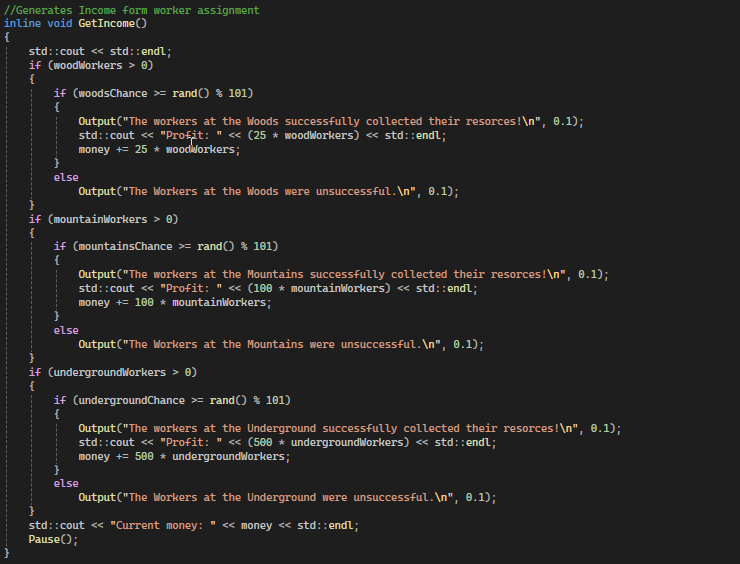 //Generates Income form worker assignment
inline void GetIncome()
{
    std::cout << std::endl;
    if (woodWorkers > 0)
    {
        if (woodsChance >= rand() % 101)
        {
            Output("The workers at the Woods successfully collected their resorces!\n", 0.1);
            std::cout << "Profit: " << (25 * woodWorkers) << std::endl;
            money += 25 * woodWorkers;
        }
        else
            Output("The Workers at the Woods were unsuccessful.\n", 0.1);
    }
    if (mountainWorkers > 0)
    {
        if (mountainsChance >= rand() % 101)
        {
            Output("The workers at the Mountains successfully collected their resorces!\n", 0.1);
            std::cout << "Profit: " << (100 * mountainWorkers) << std::endl;
            money += 100 * mountainWorkers;
        }
        else
            Output("The Workers at the Mountains were unsuccessful.\n", 0.1);
    }
    if (undergroundWorkers > 0)
    {
        if (undergroundChance >= rand() % 101)
        {
            Output("The workers at the Underground successfully collected their resorces!\n", 0.1);
            std::cout << "Profit: " << (500 * undergroundWorkers) << std::endl;
            money += 500 * undergroundWorkers;
        }
        else
            Output("The Workers at the Underground were unsuccessful.\n", 0.1);
    }
    std::cout << "Current money: " << money << std::endl;
    Pause();
}